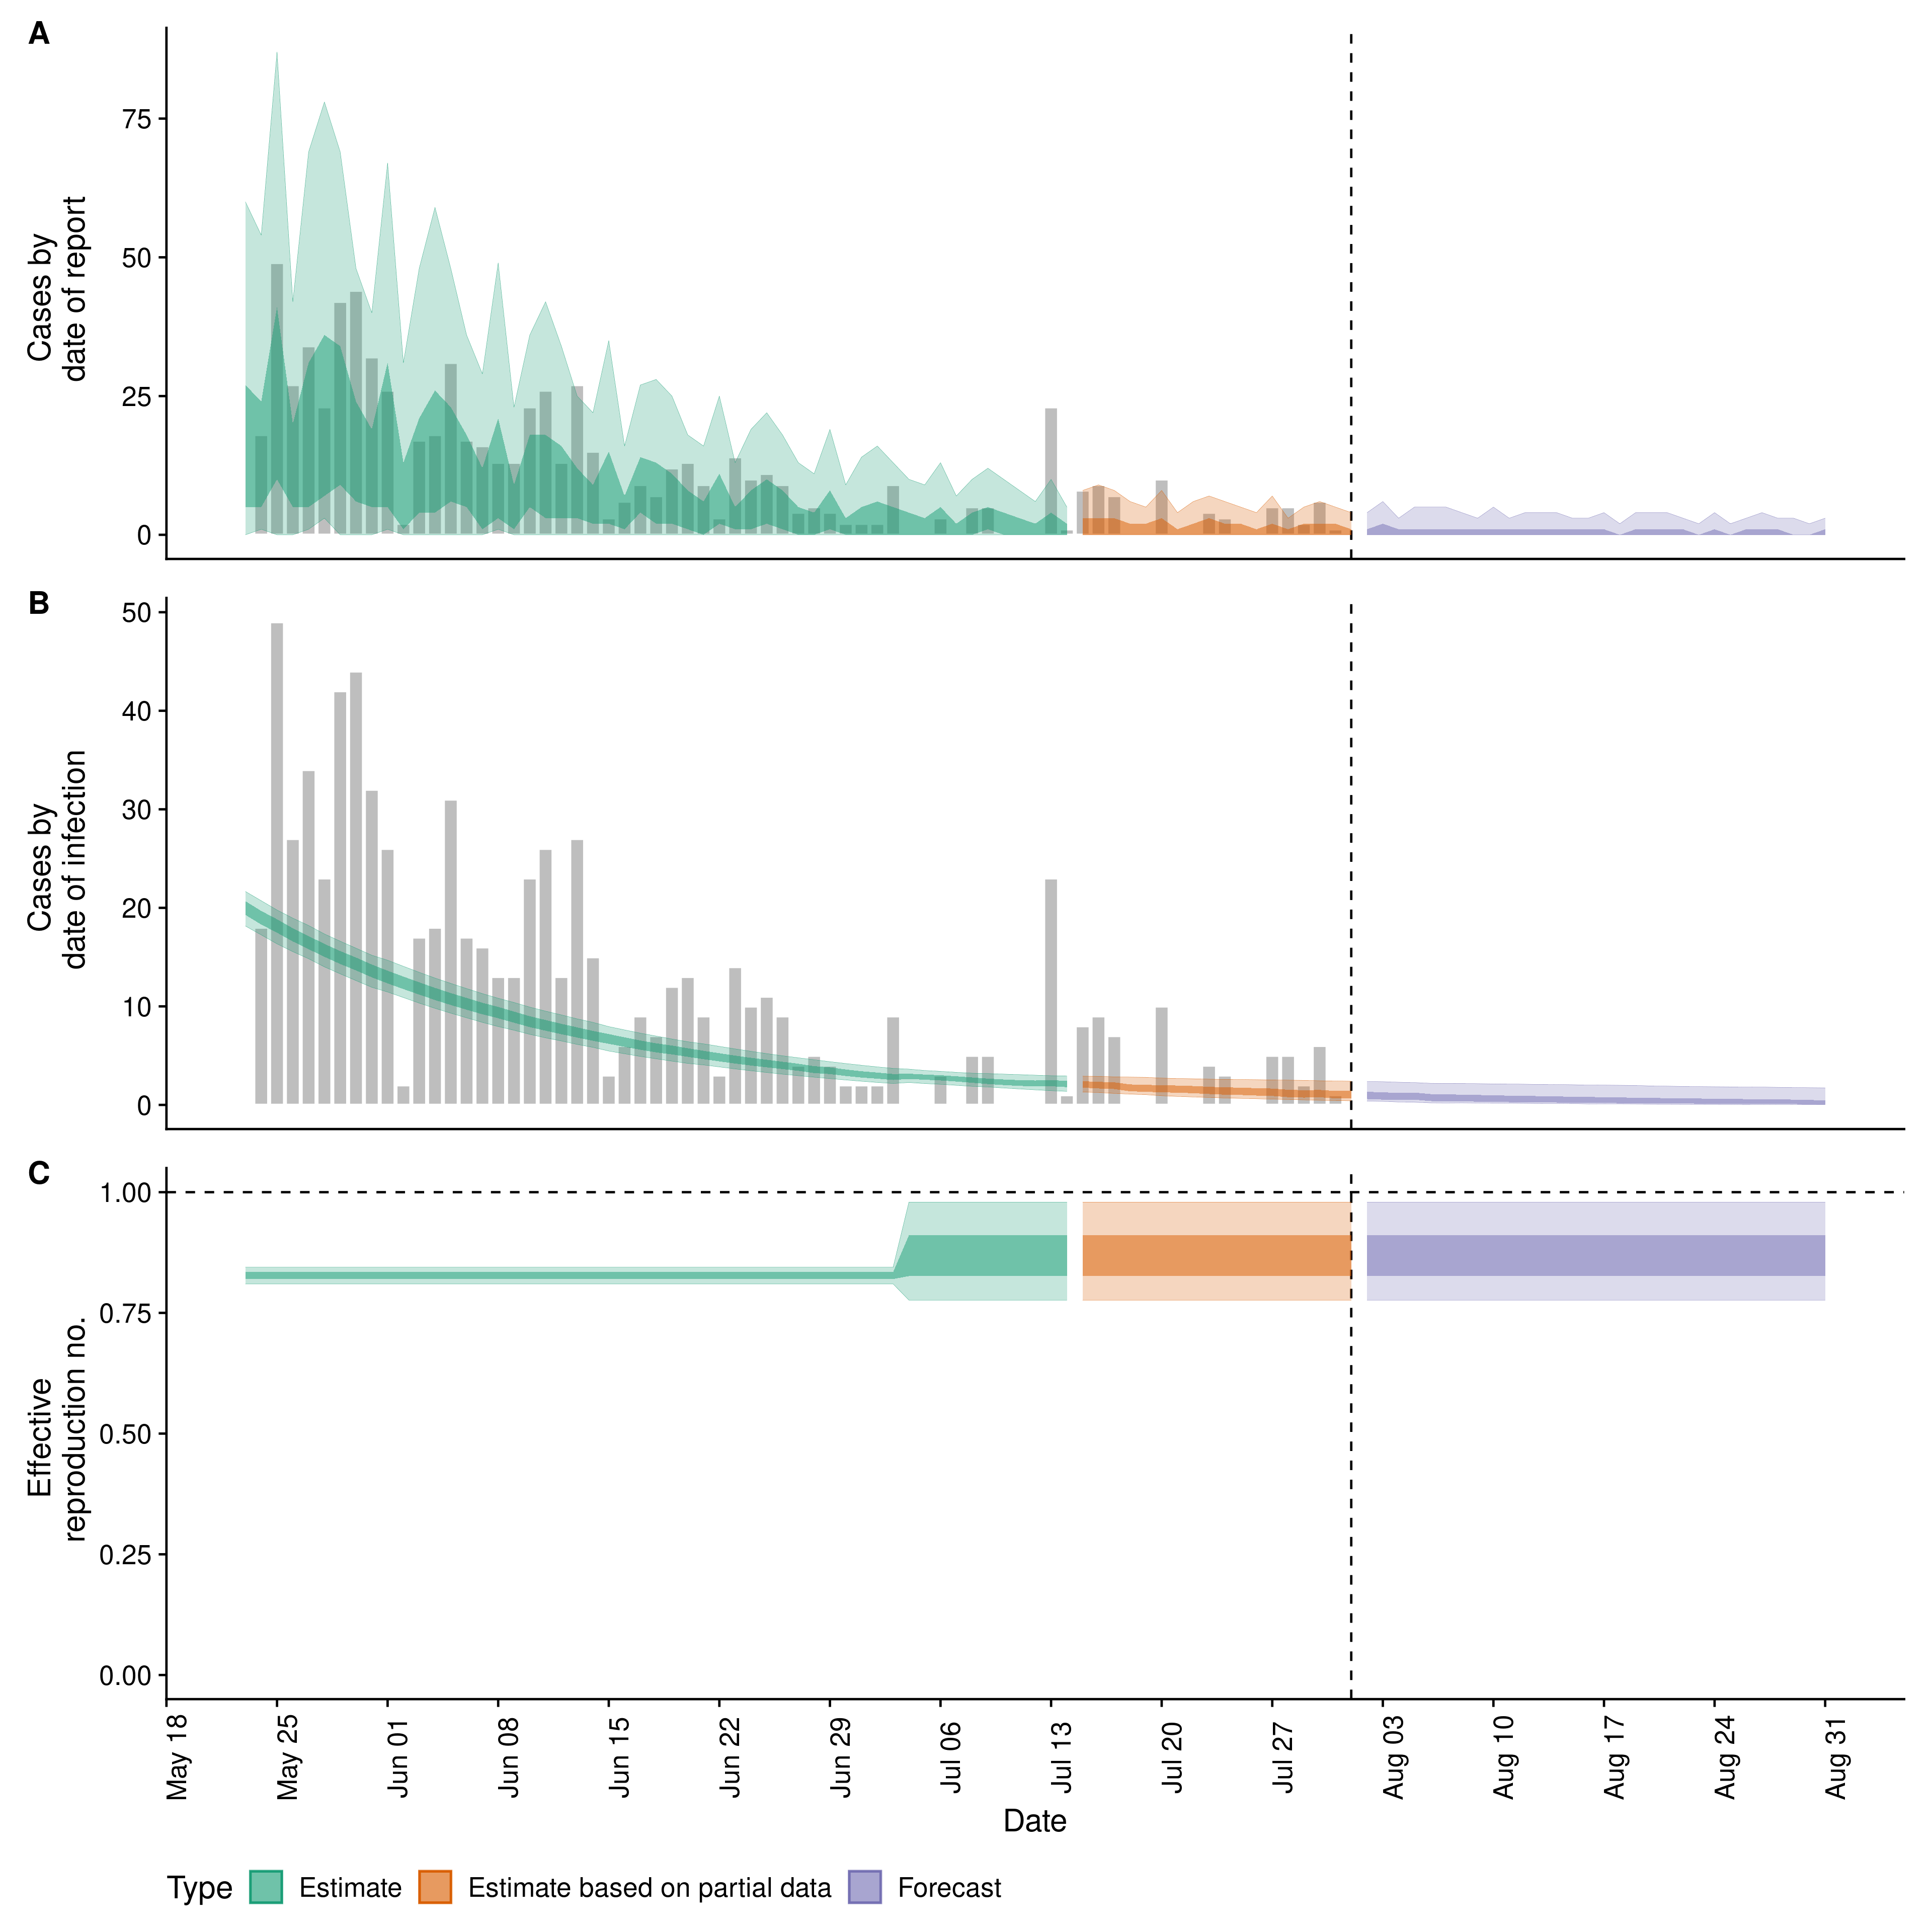 A
Cases by
date of report
75
50
25
0
B
Cases by
date of infection
50
40
30
20
10
0
C
Effective
reproduction no.
1.00
0.75
0.50
0.25
0.00
May 18
May 25
Jun 01
Jun 08
Jun 15
Jun 22
Jun 29
Jul 06
Jul 13
Jul 20
Jul 27
Aug 03
Aug 10
Aug 17
Aug 24
Aug 31
Date
Type Estimate Estimate based on partial data Forecast